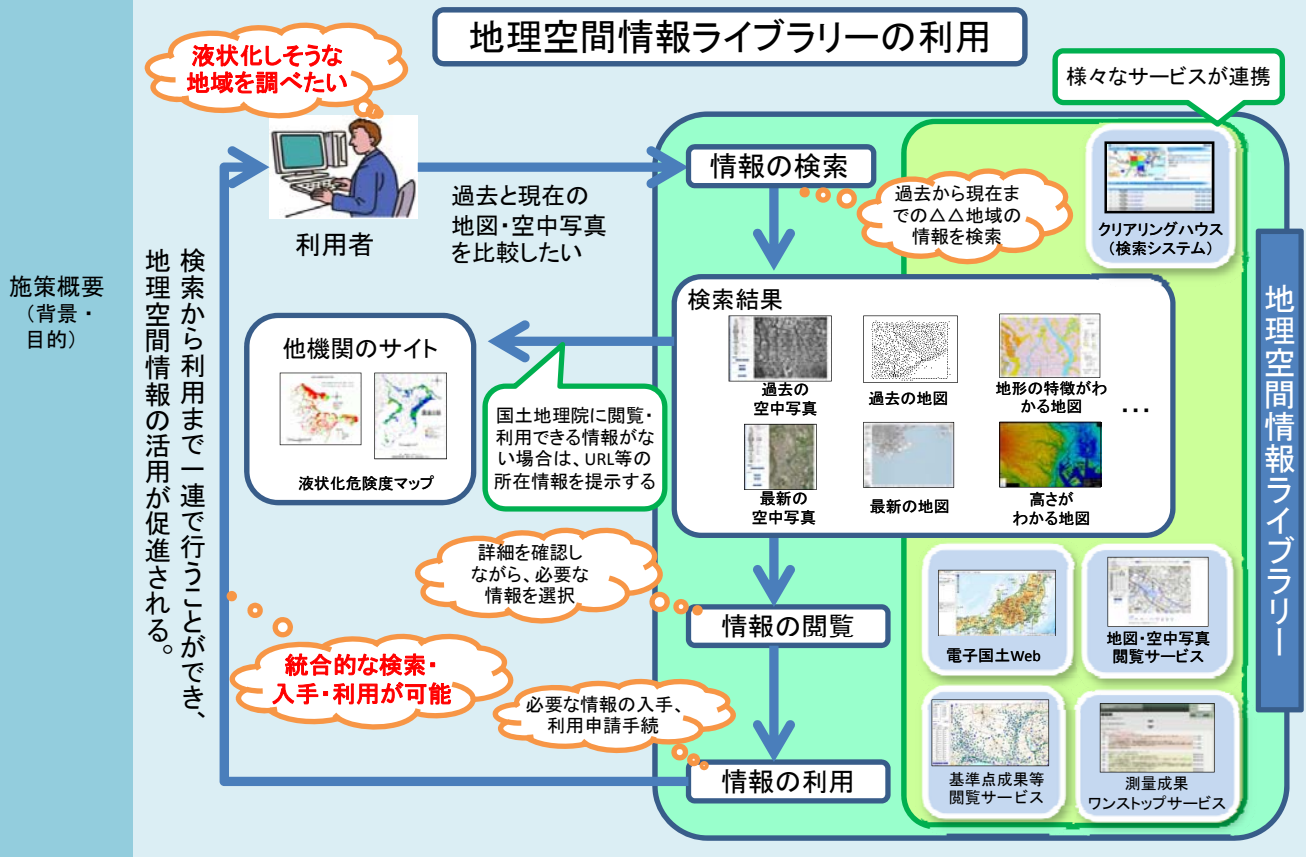 地理空間情報ライブラリーの利用
液状化しそうな
地域を調べたい
様々なサービスが連携
利用者
過去と現在の
地図・空中写真
を比較したい
情報の検索
過去から現在ま
での△△地域の
情報を検索
クリアリングハウス
（検索システム）
施策概要
（背景・
目的）
検索から利用まで一連で行うことができ、
地理空間情報の活用が促進される。
地理空間情報ライブラリー
検索結果
過去の
空中写真
過去の地図
地形の特徴がわ
かる地図
最新の
空中写真
最新の地図
高さが
わかる地図
・・・
他機関のサイト
液状化危険度マップ
国土地理院に閲覧・
利用できる情報がな
い場合は、URL等の
所在情報を提示する
詳細を確認し
ながら、必要な
情報を選択
情報の閲覧
電子国土Web
地図・空中写真
閲覧サービス
統合的な検索・
入手・利用が可能
必要な情報の入手、
利用申請手続
情報の利用
基準点成果等
閲覧サービス
測量成果
ワンストップサービス